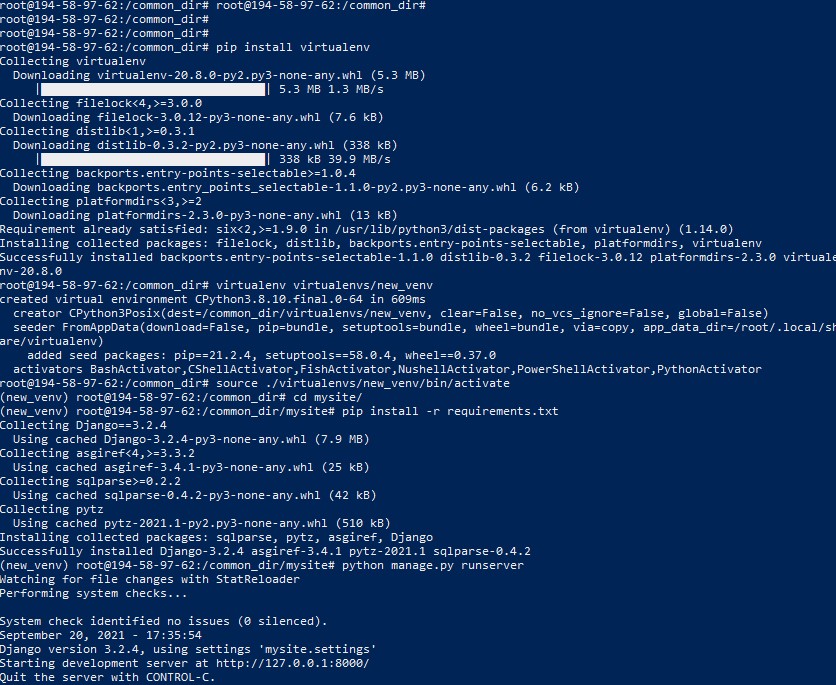 root@194-58-97-62:/common_dir# root@194-58-97-62:/common_dir#
root@194-58-97-62:/common_dir#
root@194-58-97-62:/common_dir#
root@194-58-97-62:/common_dir# pip install virtualenv
Collecting virtualenv
  Downloading virtualenv-20.8.0-py2.py3-none-any.whl (5.3 MB)
     |████████████████████████████████| 5.3 MB 1.3 MB/s
Collecting filelock<4,>=3.0.0
  Downloading filelock-3.0.12-py3-none-any.whl (7.6 kB)
Collecting distlib<1,>=0.3.1
  Downloading distlib-0.3.2-py2.py3-none-any.whl (338 kB)
     |████████████████████████████████| 338 kB 39.9 MB/s
Collecting backports.entry-points-selectable>=1.0.4
  Downloading backports.entry_points_selectable-1.1.0-py2.py3-none-any.whl (6.2 kB)
Collecting platformdirs<3,>=2
  Downloading platformdirs-2.3.0-py3-none-any.whl (13 kB)
Requirement already satisfied: six<2,>=1.9.0 in /usr/lib/python3/dist-packages (from virtualenv) (1.14.0)
Installing collected packages: filelock, distlib, backports.entry-points-selectable, platformdirs, virtualenv
Successfully installed backports.entry-points-selectable-1.1.0 distlib-0.3.2 filelock-3.0.12 platformdirs-2.3.0 virtuale
nv-20.8.0
root@194-58-97-62:/common_dir# virtualenv virtualenvs/new_venv
created virtual environment CPython3.8.10.final.0-64 in 609ms
  creator CPython3Posix(dest=/common_dir/virtualenvs/new_venv, clear=False, no_vcs_ignore=False, global=False)
  seeder FromAppData(download=False, pip=bundle, setuptools=bundle, wheel=bundle, via=copy, app_data_dir=/root/.local/sh
are/virtualenv)
    added seed packages: pip==21.2.4, setuptools==58.0.4, wheel==0.37.0
  activators BashActivator,CShellActivator,FishActivator,NushellActivator,PowerShellActivator,PythonActivator
root@194-58-97-62:/common_dir# source ./virtualenvs/new_venv/bin/activate
(new_venv) root@194-58-97-62:/common_dir# cd mysite/
(new_venv) root@194-58-97-62:/common_dir/mysite# pip install -r requirements.txt
Collecting Django==3.2.4
  Using cached Django-3.2.4-py3-none-any.whl (7.9 MB)
Collecting asgiref<4,>=3.3.2
  Using cached asgiref-3.4.1-py3-none-any.whl (25 kB)
Collecting sqlparse>=0.2.2
  Using cached sqlparse-0.4.2-py3-none-any.whl (42 kB)
Collecting pytz
  Using cached pytz-2021.1-py2.py3-none-any.whl (510 kB)
Installing collected packages: sqlparse, pytz, asgiref, Django
Successfully installed Django-3.2.4 asgiref-3.4.1 pytz-2021.1 sqlparse-0.4.2
(new_venv) root@194-58-97-62:/common_dir/mysite# python manage.py runserver
Watching for file changes with StatReloader
Performing system checks...

System check identified no issues (0 silenced).
September 20, 2021 - 17:35:54
Django version 3.2.4, using settings 'mysite.settings'
Starting development server at http://127.0.0.1:8000/
Quit the server with CONTROL-C.